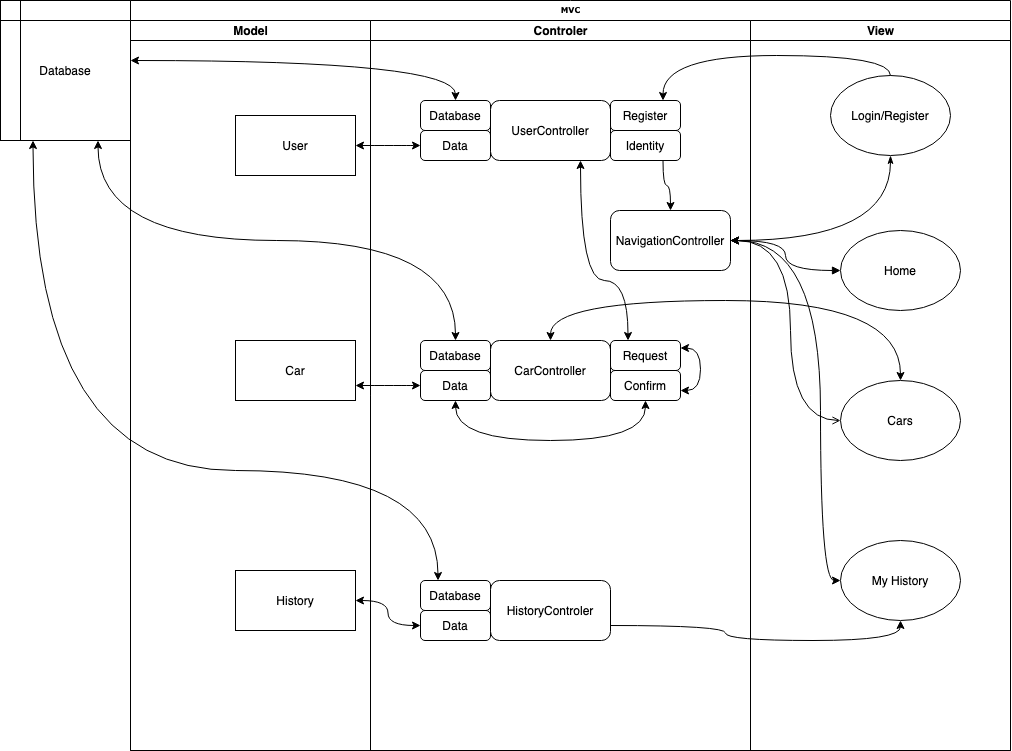 MVC
Model
Controler
View
Database
Database
UserController
Register
Login/Register
User
Data
Identity
NavigationController
Home
Database
CarController
Request
Car
Data
Confirm
Cars
Database
HistoryControler
My History
History
Data